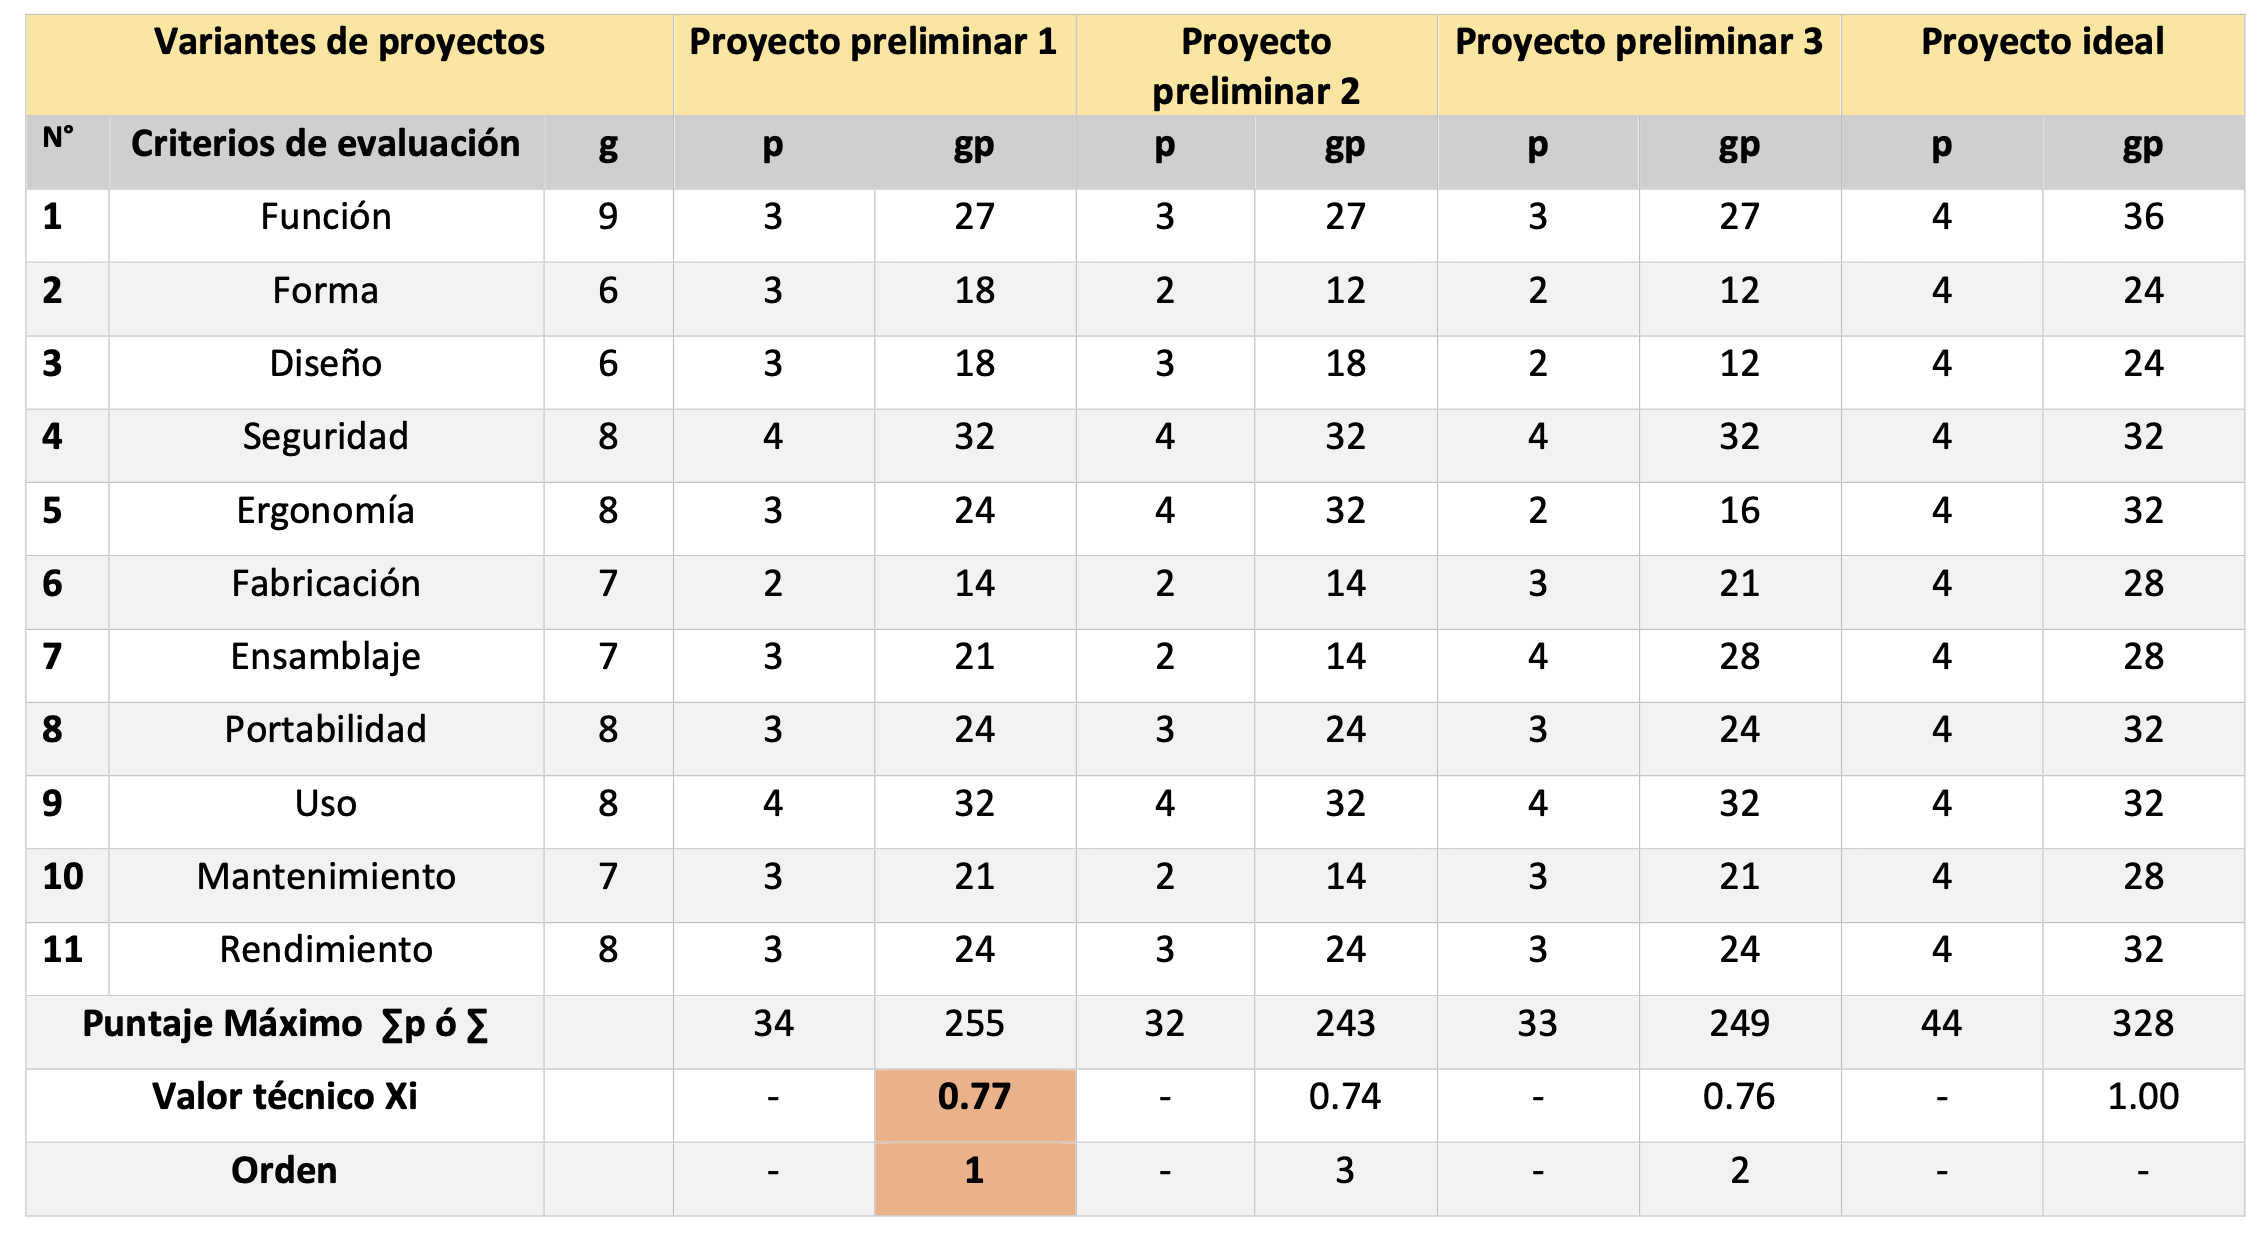 Variantes de proyectos Proyecto preliminar 1 Proyecto preliminar 2 Proyecto preliminar 3 Proyecto ideal
N° Criterios de evaluación g p gp p gp p gp p gp
1 Función 9 3 27 3 27 3 27 4 36
2 Forma 6 3 18 2 12 2 12 4 24
3 Diseño 6 3 18 3 18 2 12 4 24
4 Seguridad 8 4 32 4 32 4 32 4 32
5 Ergonomía 8 3 24 4 32 2 16 4 32
6 Fabricación 7 2 14 2 14 3 21 4 28
7 Ensamblaje 7 3 21 2 14 4 28 4 28
8 Portabilidad 8 3 24 3 24 3 24 4 32
9 Uso 8 4 32 4 32 4 32 4 32
10 Mantenimiento 7 3 21 2 14 3 21 4 28
11 Rendimiento 8 3 24 3 24 3 24 4 32
Puntaje Máximo ∑p ó ∑ 34 255 32 243 33 249 44 328
Valor técnico Xi - 0.77 - 0.74 - 0.76 - 1.00
Orden - 1 - 3 - 2 - -